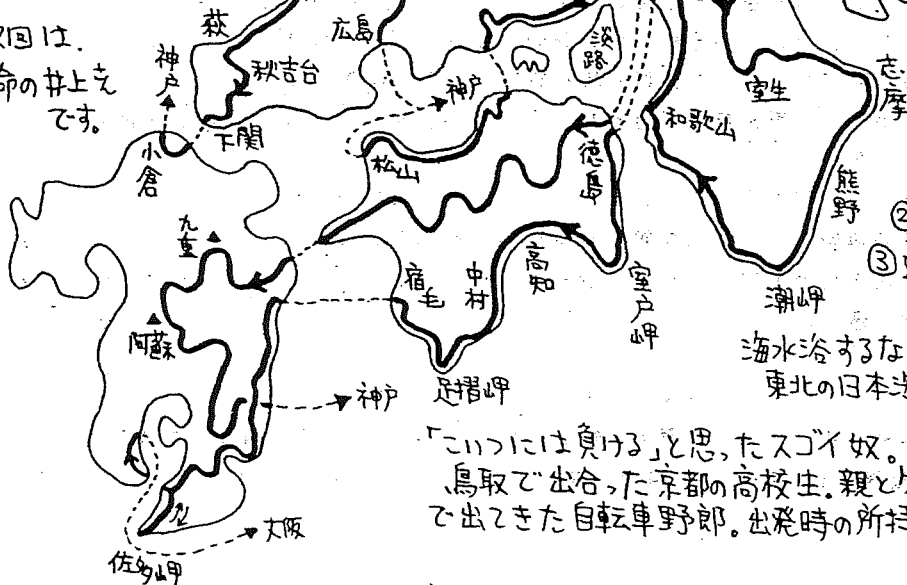 次回は、
命の井上え
です。
萩
秋吉台
神戸
下関
小倉
広島
神戸
淡路
松山
徳島
和歌山
室生
志摩
熊野
潮岬
②
③
九重
阿蘇
宿毛
中村
高知
室戸岬
足摺岬
神戸
大阪
佐多岬
海水浴するな
東北の日本
「こいつには負ける」と思ったスゴイ奴。
鳥取で出合った京都の高校生。親と
で出てきた自転車野郎。出発時の所持